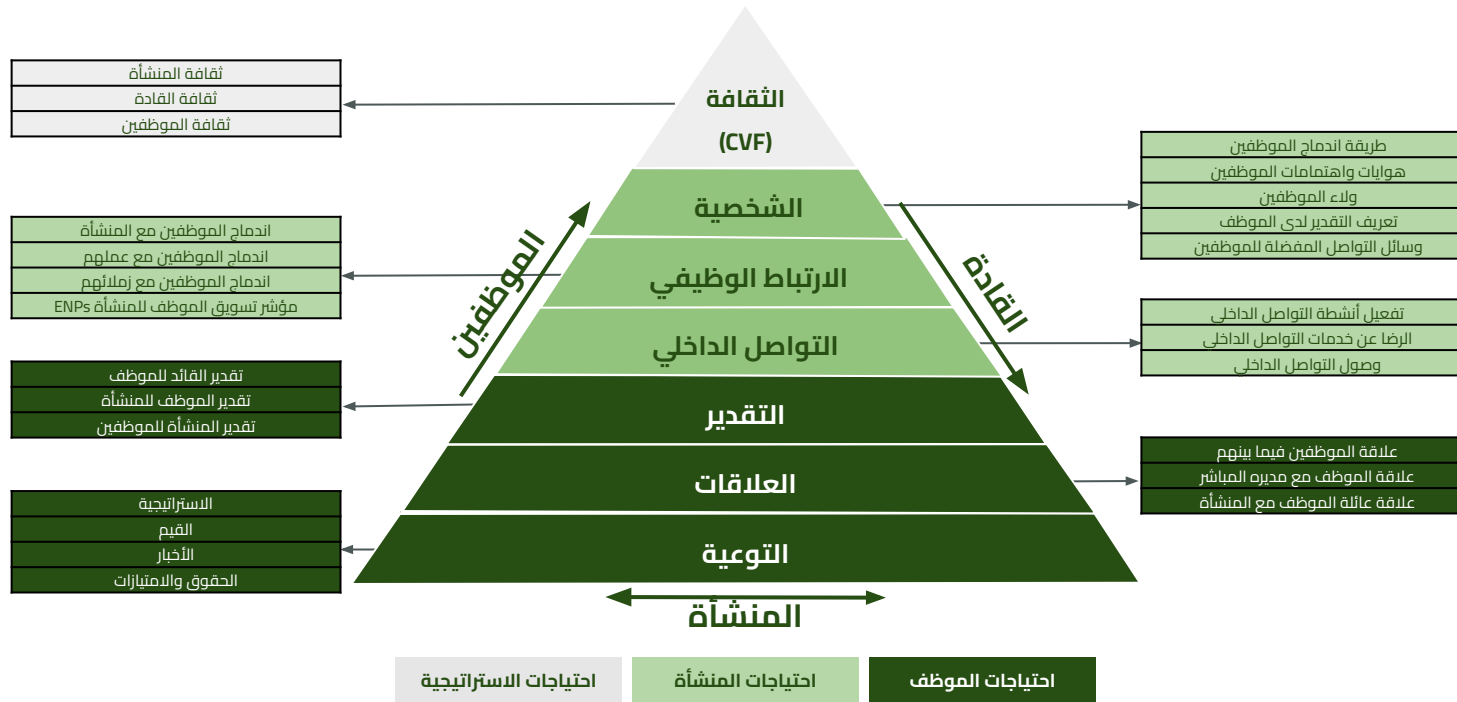 الثقافة
(CVF)
الشخصية
الارتباط الوظيفي
التواصل الداخلي
التقدير
العلاقات
التوعية
القادة
الموظفين
المنشأة
طريقة اندماج الموظفين
هوايات واهتمامات الموظفين
ولاء الموظفين
تعريف التقدير لدى الموظف
وسائل التواصل المفضلة للموظفين
تفعيل أنشطة التواصل الداخلي
الرضا عن خدمات التواصل الداخلي
وصول التواصل الداخلي
علاقة الموظفين فيما بينهم
علاقة الموظف مع مديره المباشر
علاقة عائلة الموظف مع المنشأة
ثقافة المنشأة
ثقافة القادة
ثقافة الموظفين
اندماج الموظفين مع المنشأة
اندماج الموظفين مع عملهم
اندماج الموظفين مع زملائهم
مؤشر تسويق الموظف للمنشأة ENPs
تقدير القائد للموظف
تقدير الموظف للمنشأة
تقدير المنشأة للموظفين
الاستراتيجية
القيم
الأخبار
الحقوق والامتيازات
احتياجات الموظف
احتياجات المنشأة
احتياجات الاستراتيجية